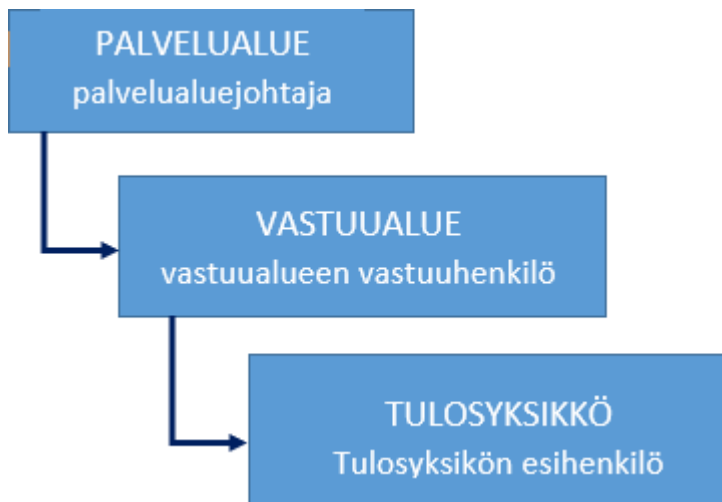 PALVELUALUE
palvelualuejohtaja
VASTUUALUE
vastuualueen vastuuhenkilö
TULOSYKSIKKÖ
Tulosyksikön esihenkilö